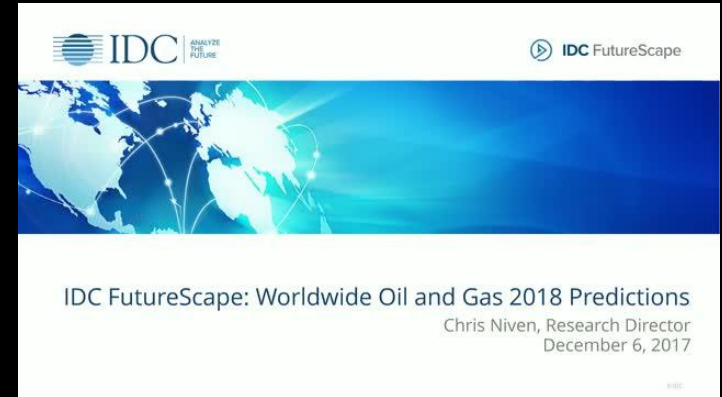 IDC
ANALYZE
THE
FUTURE
IDC FutureScape
IDC FutureScape: Worldwide Oil and Gas 2018 Predictions
Chris Niven, Research Director
December 6, 2017